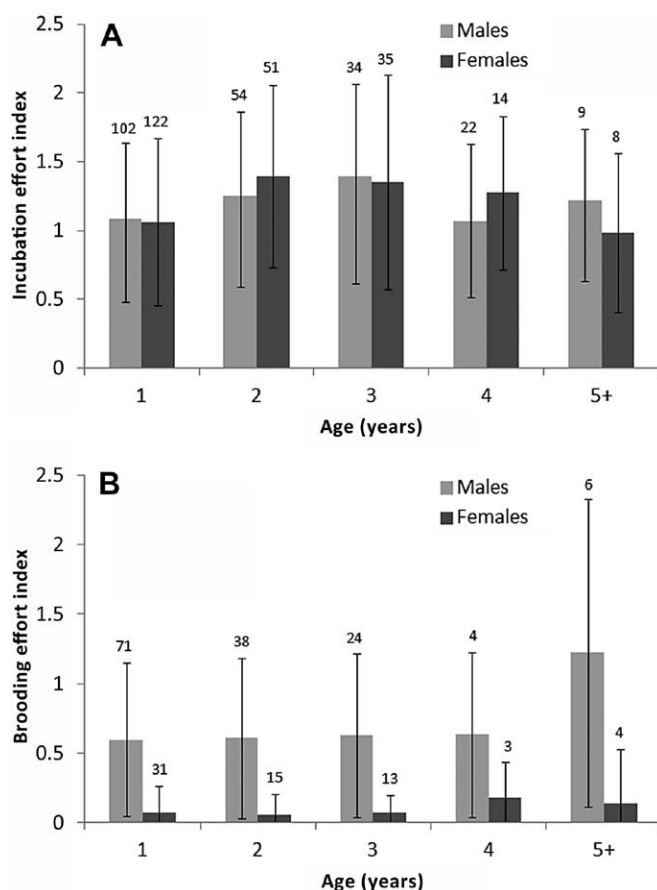 A
Males
Females
Incubation effort index
2.5
2
1.5
1
0.5
0
102 122
54 51
34 35
22 14
9 8
1 2 3 4 5+
Age (years)
B
Males
Females
Brooding effort index
2.5
2
1.5
1
0.5
0
71 31
38 15
24 13
4 3
6 4
1 2 3 4 5+
Age (years)